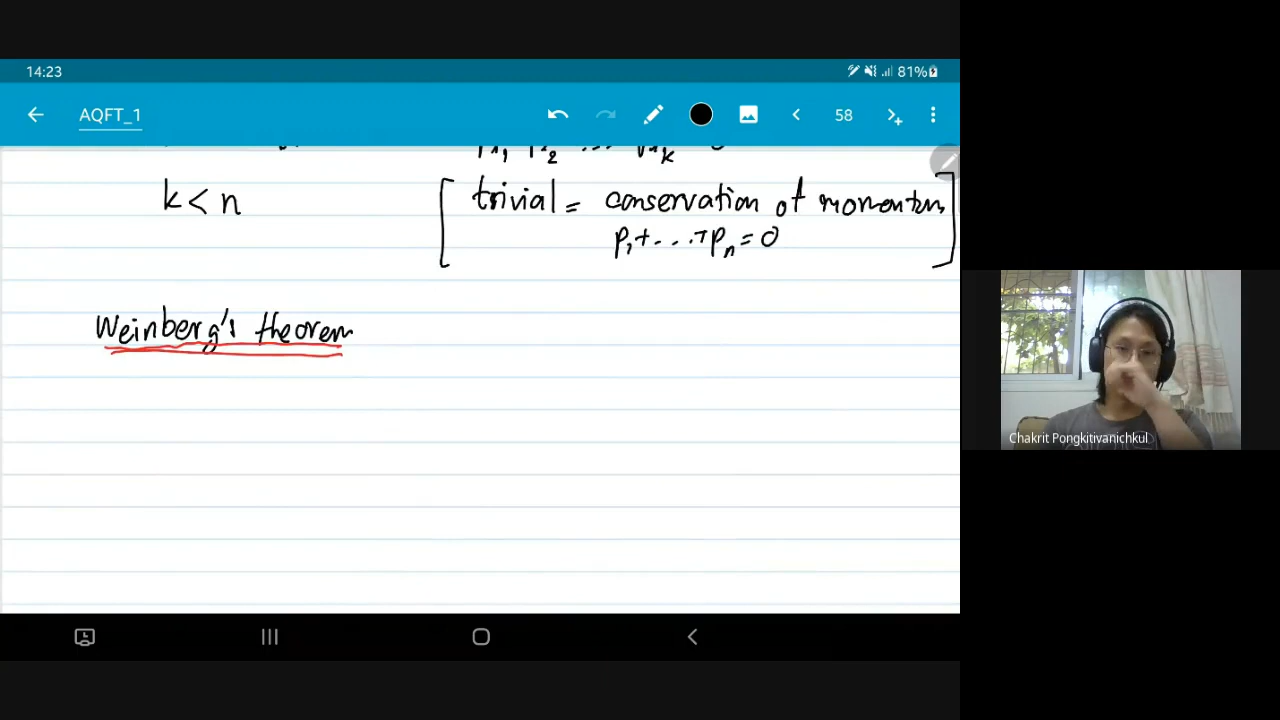 14:23
81%
AQFT_1
58
k < n
[ trivial = conservation of momentum
p₁ + ... + pₙ = 0 ]
Weinberg's theorem
Chakrit Pongkitivanichkul